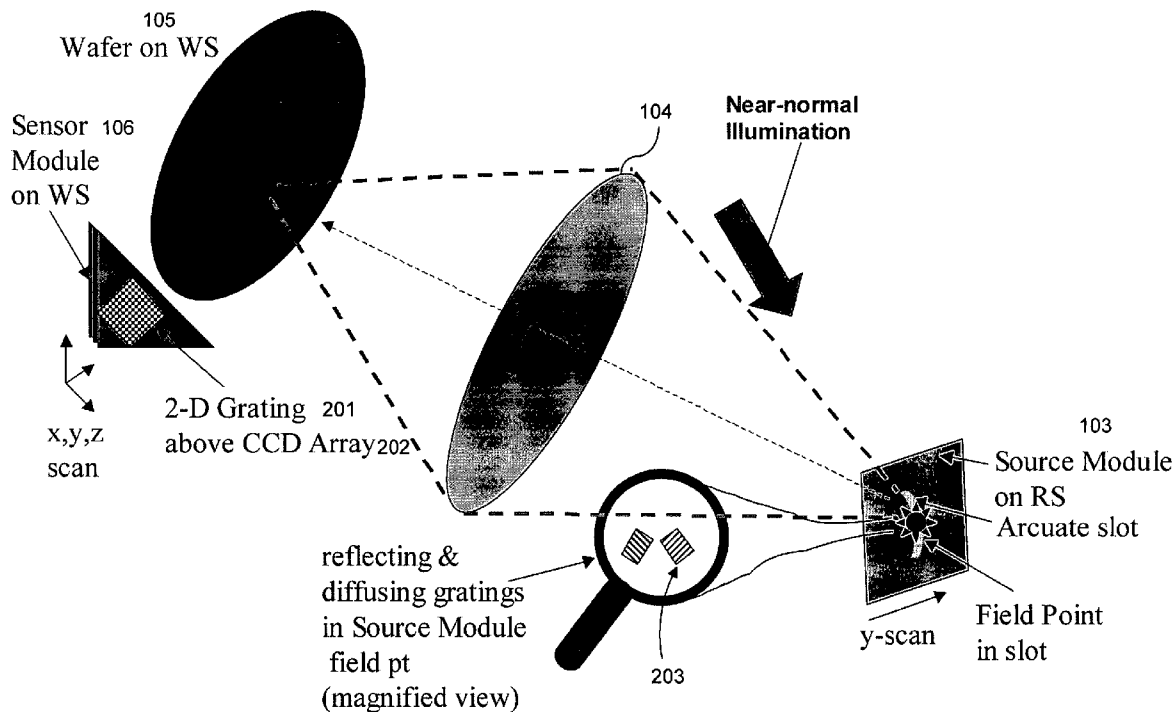 105
Wafer on WS
Sensor 106
Module
on WS
104
Near-normal
Illumination
2-D Grating 201
above CCD Array202
x,y,z
scan
103
Source Module
on RS
Arcuate slot
reflecting &
diffusing gratings
in Source Module
field pt
(magnified view)
203
y-scan
Field Point
in slot